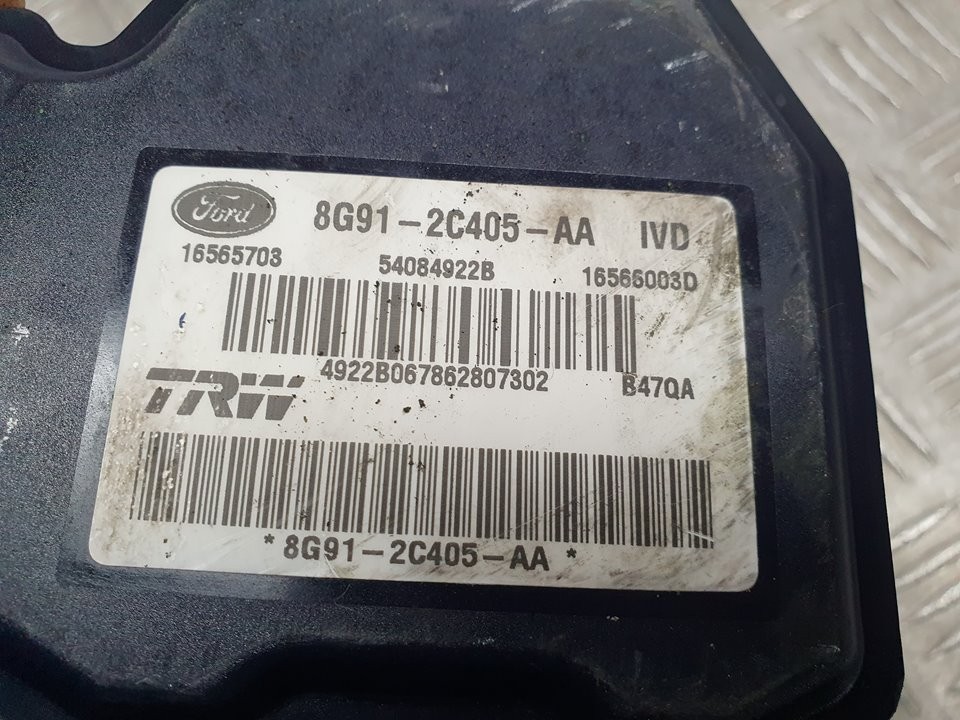 Ford 8G91-2C405-AA IVD
16565703 54084922B 16566003D
4922B067862807302 B47QA
TRW
*8G91-2C405-AA*